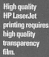 High quality
HP LaserJet
printing requires
high quality
transparency
film.